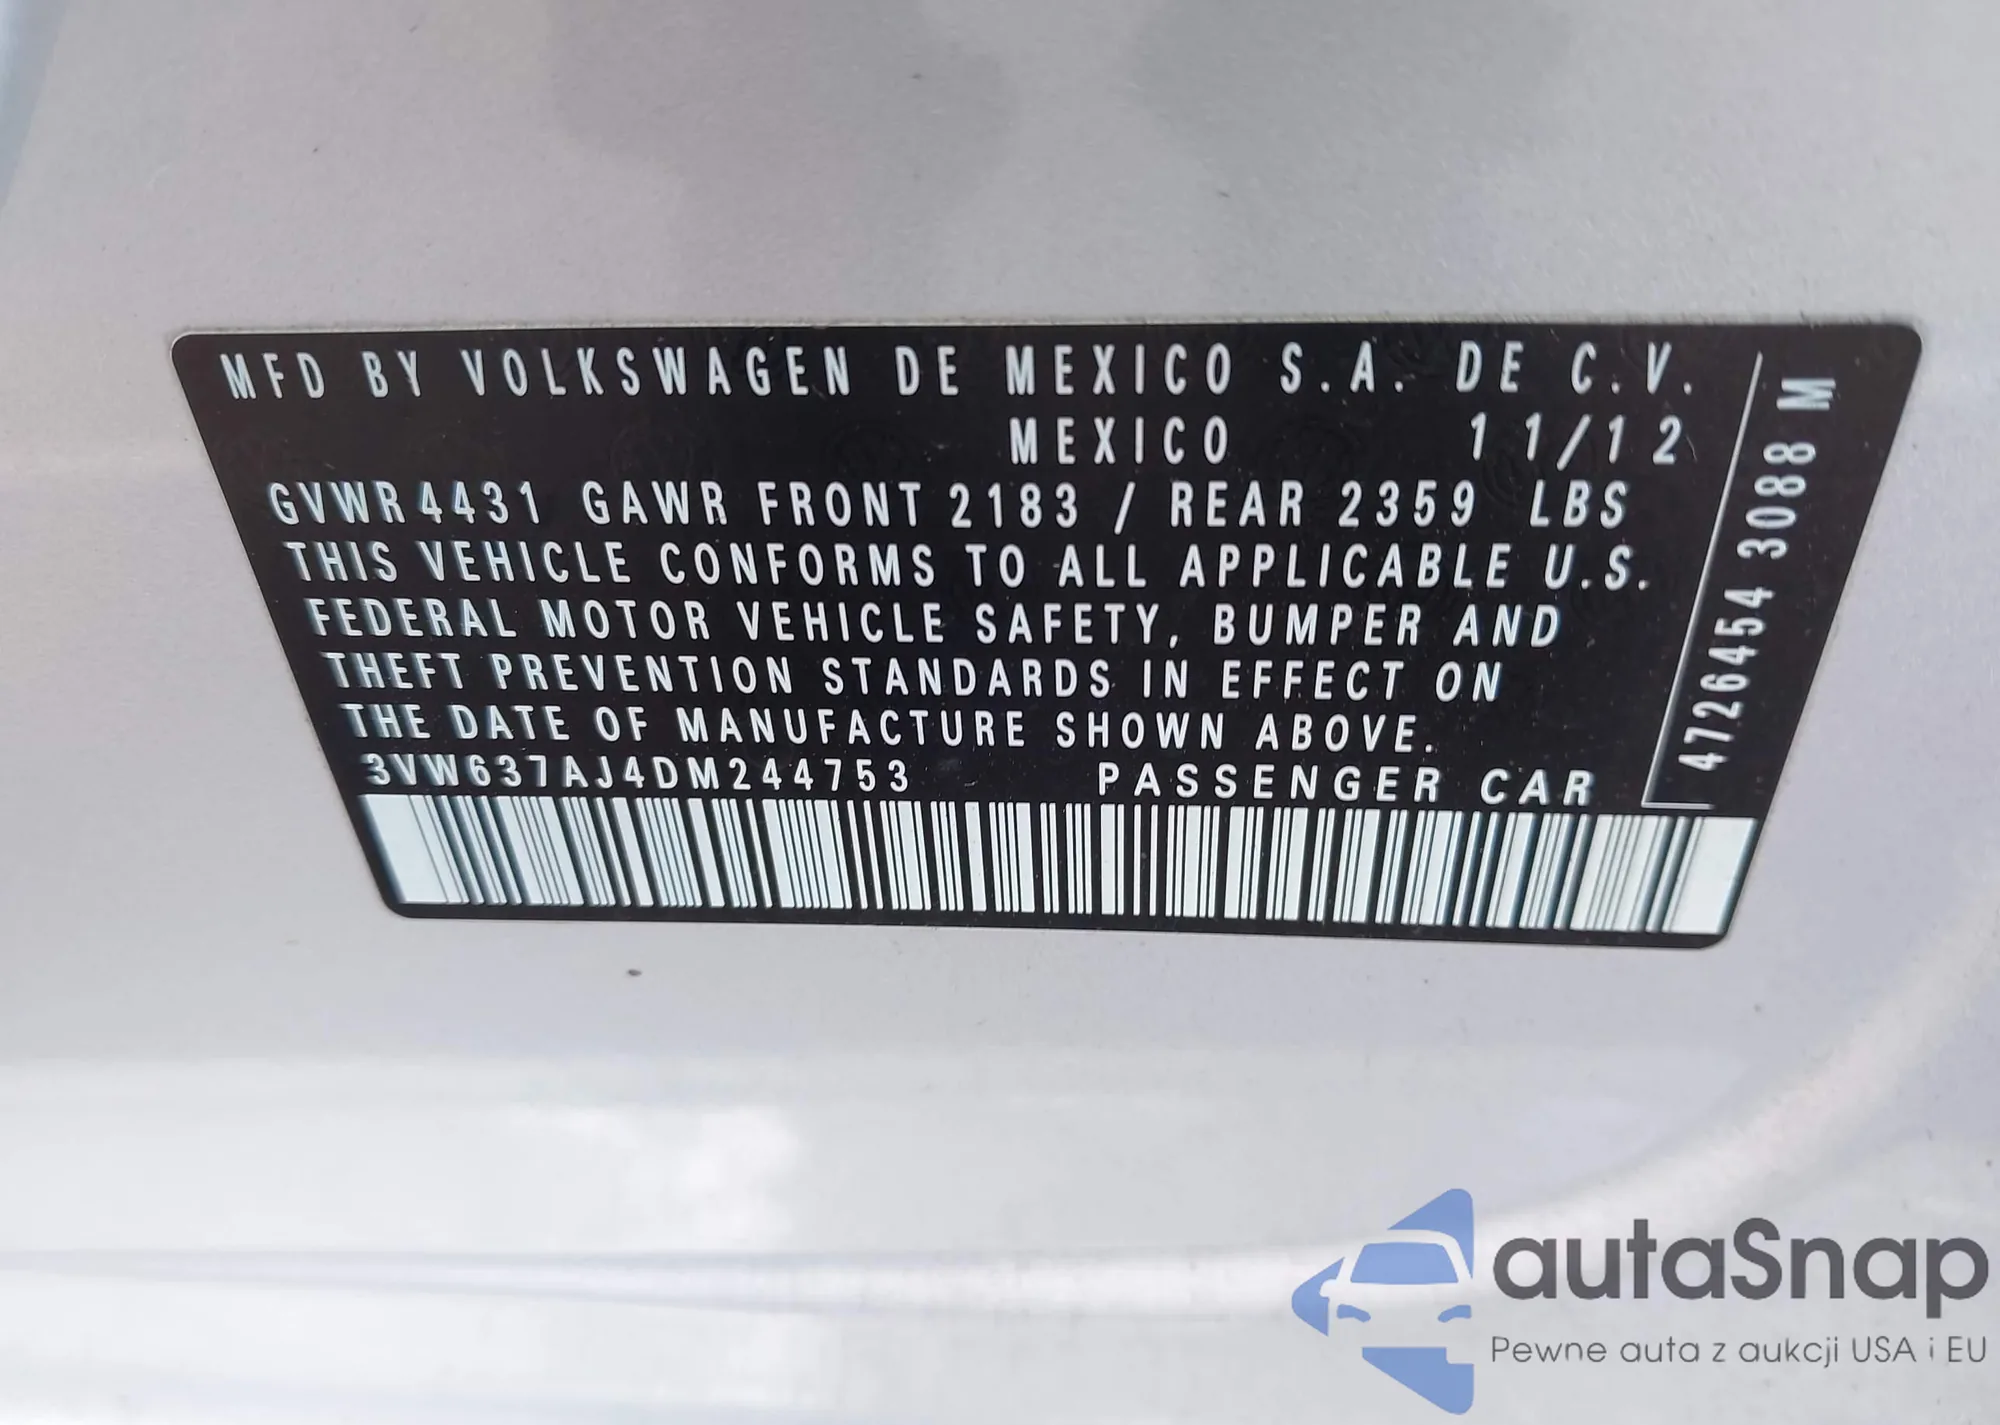 MFD BY VOLKSWAGEN DE MEXICO S.A. DE C.V.
MEXICO 11/12
GVWR 4431 GAWR FRONT 2183 / REAR 2359 LBS
THIS VEHICLE CONFORMS TO ALL APPLICABLE U.S.
FEDERAL MOTOR VEHICLE SAFETY, BUMPER AND
THEFT PREVENTION STANDARDS IN EFFECT ON
THE DATE OF MANUFACTURE SHOWN ABOVE.
3VW637AJ4DM244753 PASSENGER CAR
4726454 3088 M
autaSnap
Pewne auta z aukcji USA i EU